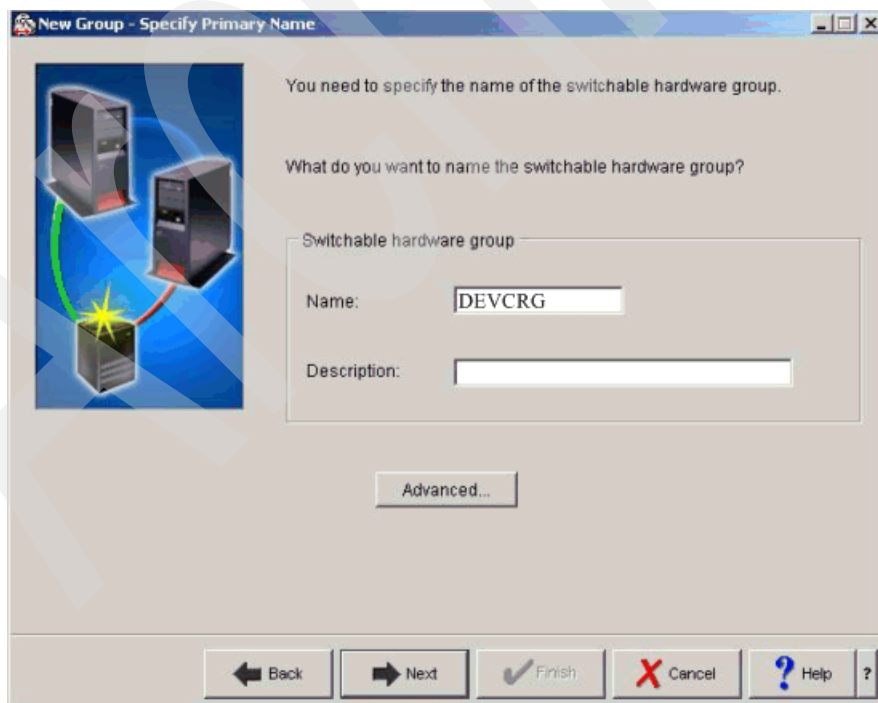 New Group - Specify Primary Name
You need to specify the name of the switchable hardware group.
What do you want to name the switchable hardware group?
Switchable hardware group
Name:
DEVCRG
Description:
Advanced...
Back
Next
Finish
Cancel
? Help
?